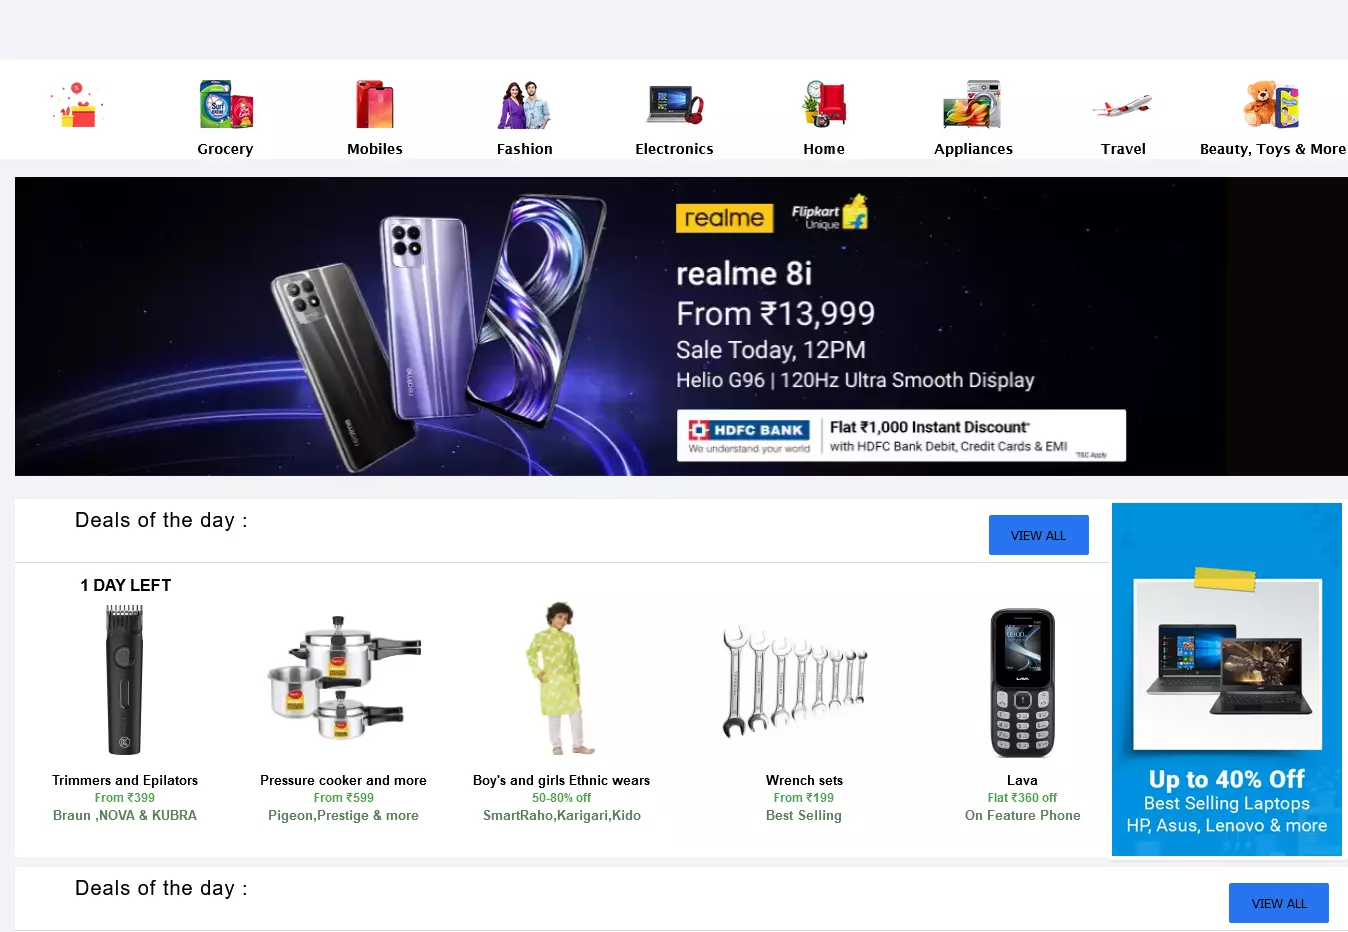 Grocery
Mobiles
Fashion
Electronics
Home
Appliances
Travel
Beauty, Toys & More
realme
Flipkart
Unique
realme 8i
From ₹13,999
Sale Today, 12PM
Helio G96 | 120Hz Ultra Smooth Display
HDFC BANK
We understand your world
Flat ₹1,000 Instant Discount*
with HDFC Bank Debit, Credit Cards & EMI
*T&C Apply
Deals of the day :
VIEW ALL
1 DAY LEFT
Trimmers and Epilators
From ₹399
Braun ,NOVA & KUBRA
Pressure cooker and more
From ₹599
Pigeon,Prestige & more
Boy's and girls Ethnic wears
50-80% off
SmartRaho,Karigari,Kido
Wrench sets
From ₹199
Best Selling
LAVA
Lava
Flat ₹360 off
On Feature Phone
Up to 40% Off
Best Selling Laptops
HP, Asus, Lenovo & more
Deals of the day :
VIEW ALL